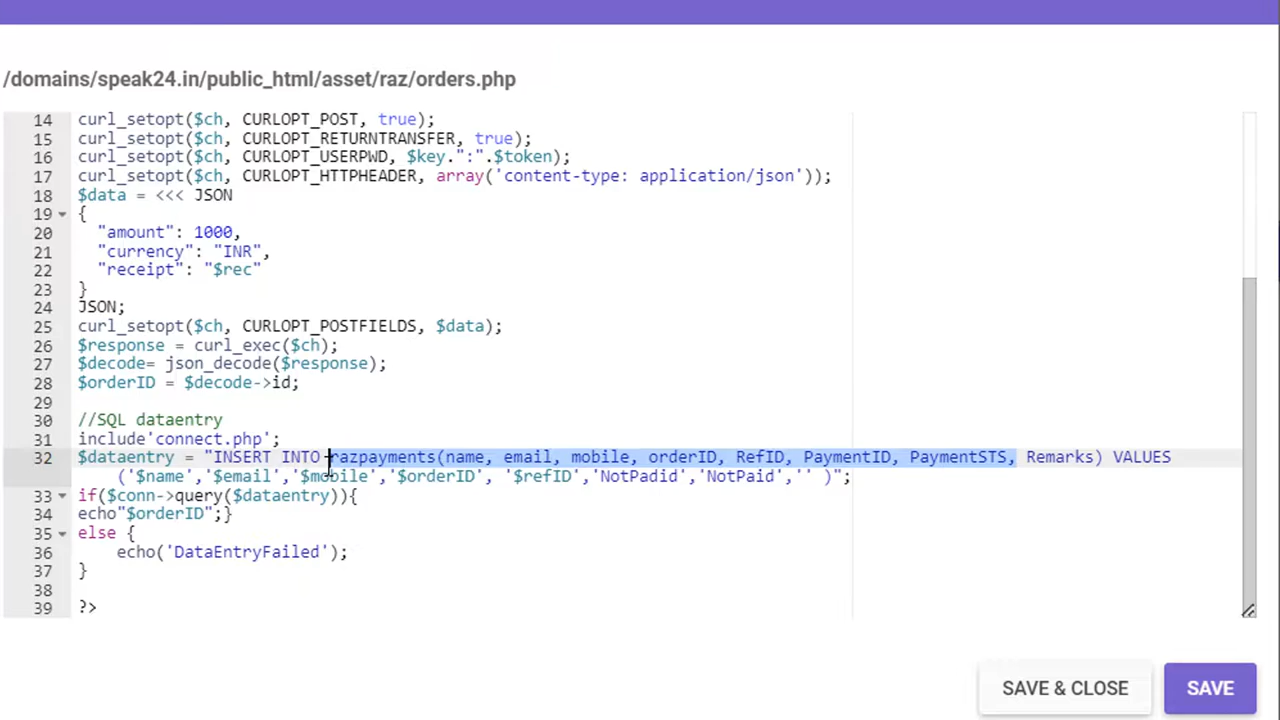 /domains/speak24.in/public_html/asset/raz/orders.php
14 curl_setopt($ch, CURLOPT_POST, true);
15 curl_setopt($ch, CURLOPT_RETURNTRANSFER, true);
16 curl_setopt($ch, CURLOPT_USERPWD, $key.":".$token);
17 curl_setopt($ch, CURLOPT_HTTPHEADER, array('content-type: application/json'));
18 $data = <<< JSON
19 {
20 "amount": 1000,
21 "currency": "INR",
22 "receipt": "$rec"
23 }
24 JSON;
25 curl_setopt($ch, CURLOPT_POSTFIELDS, $data);
26 $response = curl_exec($ch);
27 $decode= json_decode($response);
28 $orderID = $decode->id;
29
30 //SQL dataentry
31 include'connect.php';
32 $dataentry = "INSERT INTO razpayments(name, email, mobile, orderID, RefID, PaymentID, PaymentSTS, Remarks) VALUES
('$name','$email','$mobile','$orderID', '$refID','NotPadid','NotPaid','' )";
33 if($conn->query($dataentry)){
34 echo"$orderID";}
35 else {
36 echo('DataEntryFailed');
37 }
38
39 ?>
SAVE & CLOSE SAVE